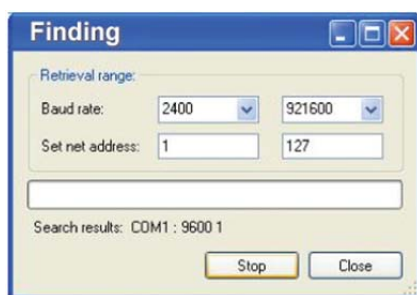 Finding
Retrieval range:
Baud rate: 2400 921600
Set net address: 1 127
Search results: COM1 : 9600 1
Stop Close